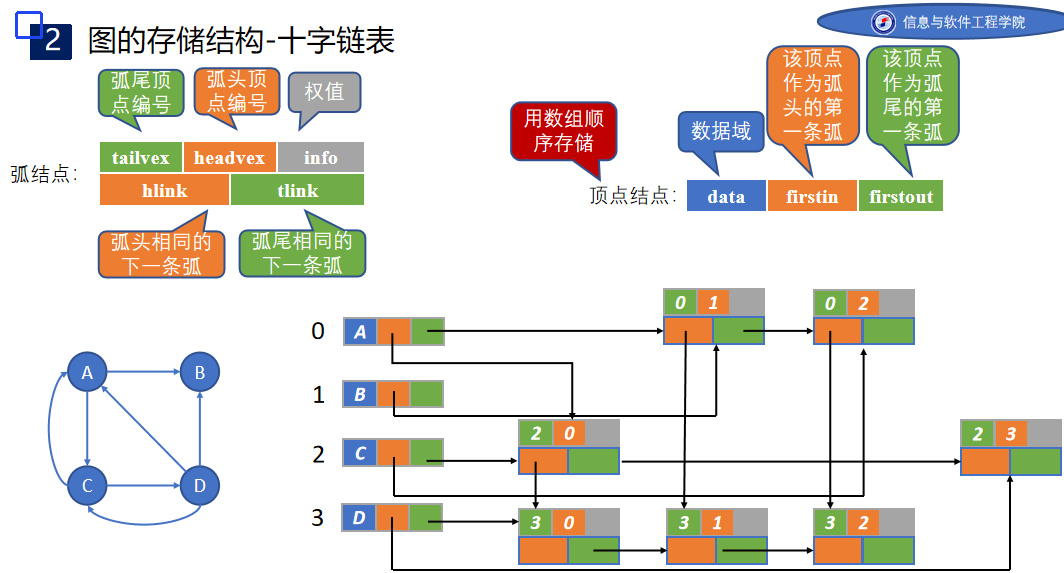 2
图的存储结构-十字链表
信息与软件工程学院
弧尾顶
点编号
弧头顶
点编号
权值
tailvex
headvex
info
弧结点：
hlink
tlink
弧头相同的
下一条弧
弧尾相同的
下一条弧
用数组顺
序存储
数据域
该顶点
作为弧
头的第
一条弧
该顶点
作为弧
尾的第
一条弧
顶点结点：
data
firstin
firstout
A
B
C
D
0
A
0 1
0 2
1
B
2
C
2 0
2 3
3
D
3 0
3 1
3 2